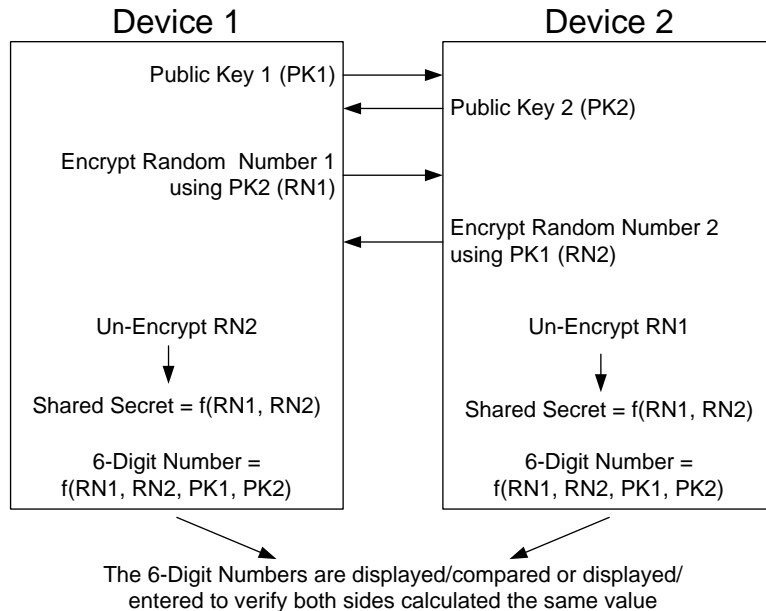 Device 1
Device 2
Public Key 1 (PK1)
Public Key 2 (PK2)
Encrypt Random Number 1
using PK2 (RN1)
Encrypt Random Number 2
using PK1 (RN2)
Un-Encrypt RN2
Un-Encrypt RN1
Shared Secret = f(RN1, RN2)
Shared Secret = f(RN1, RN2)
6-Digit Number =
f(RN1, RN2, PK1, PK2)
6-Digit Number =
f(RN1, RN2, PK1, PK2)
The 6-Digit Numbers are displayed/compared or displayed/
entered to verify both sides calculated the same value